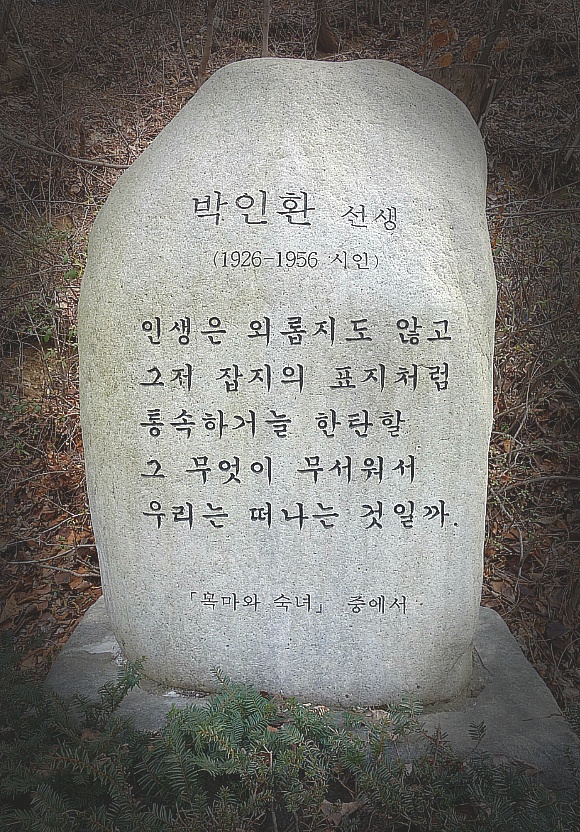 박인환 선생
(1926-1956 시인)
인생은 외롭지도 않고
그저 잡지의 표지처럼
통속하거늘 한탄할
그 무엇이 무서워서
우리는 떠나는 것일까.
「목마와 숙녀」 중에서